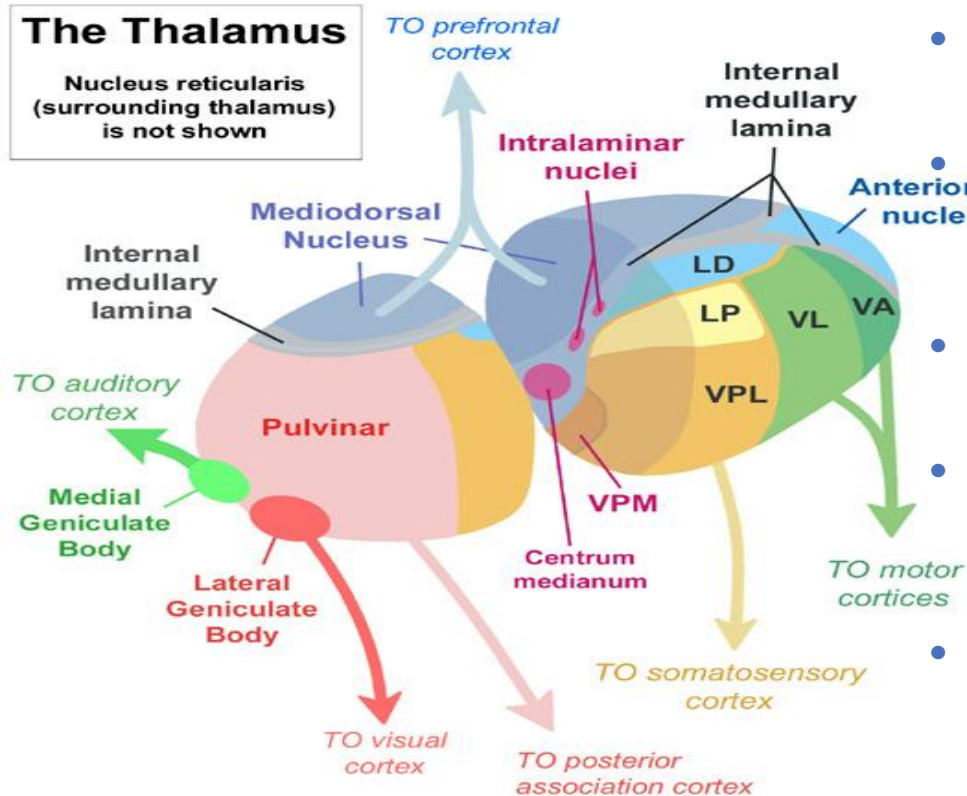 The Thalamus
Nucleus reticularis
(surrounding thalamus)
is not shown
TO prefrontal
cortex
Internal
medullary
lamina
Intralaminar
nuclei
Anterior
nucle
Mediodorsal
Nucleus
Internal
medullary
lamina
LD
LP
VL
VA
TO auditory
cortex
VPL
Pulvinar
Medial
Geniculate
Body
VPM
Centrum
medianum
Lateral
Geniculate
Body
TO motor
cortices
TO somatosensory
cortex
TO visual
cortex
TO posterior
association cortex